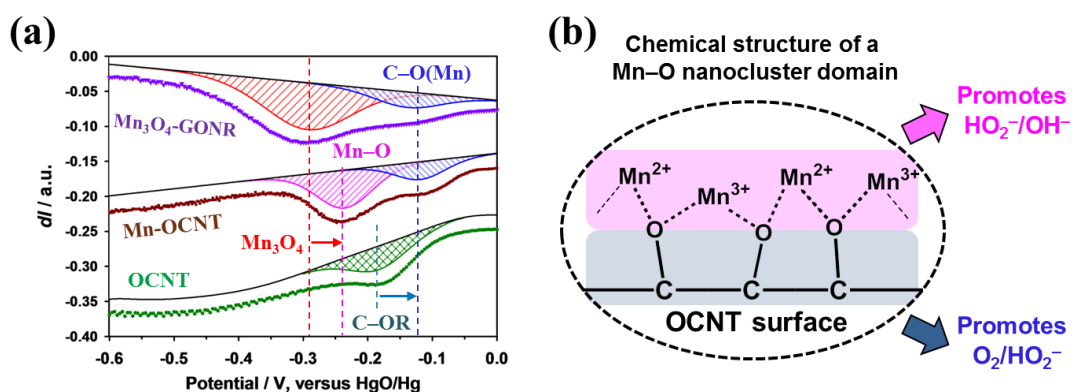 (a)
0.00
-0.05
-0.10
-0.15
-0.20
-0.25
-0.30
-0.35
-0.40
dI / a.u.
C–O(Mn)
Mn₃O₄-GONR
Mn–O
Mn-OCNT
Mn₃O₄
OCNT
C–OR
-0.6 -0.5 -0.4 -0.3 -0.2 -0.1 0.0
Potential / V, versus HgO/Hg
(b)
Chemical structure of a
Mn–O nanocluster domain
Promotes
HO₂⁻/OH⁻
Mn²⁺ Mn³⁺ Mn²⁺ Mn³⁺
O O O
C C C
OCNT surface
Promotes
O₂/HO₂⁻